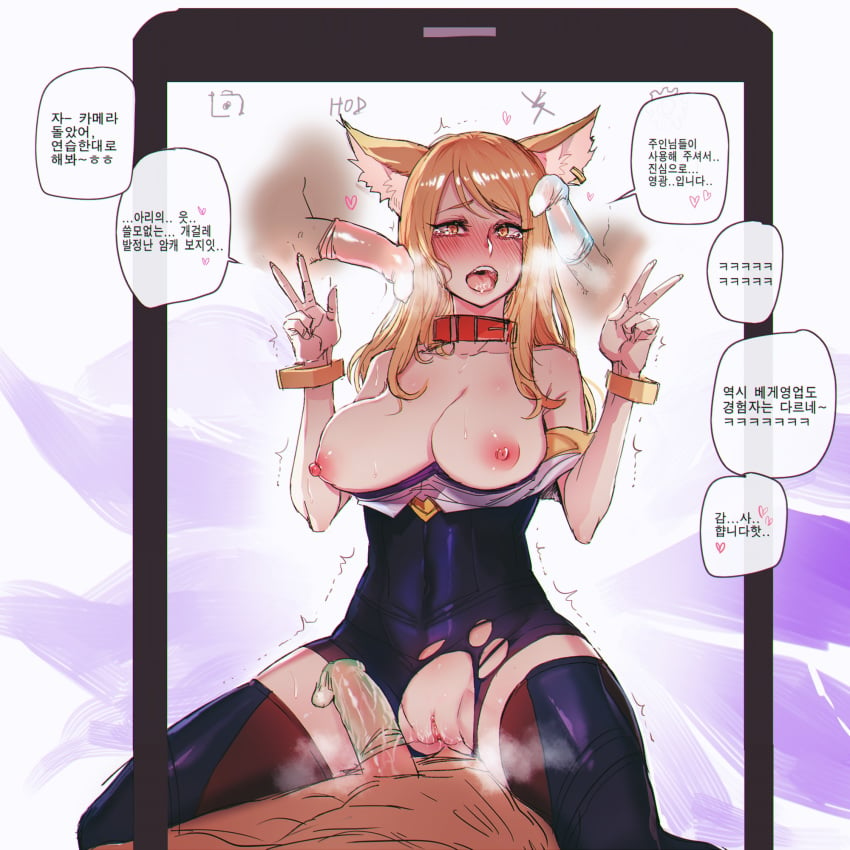 HOD
자- 카메라
돌았어,
연습한대로
해봐~ㅎㅎ
...아리의.. 옷..
쓸모없는... 개걸레
발정난 암캐 보지잇..
주인님들이
사용해 주셔서..
진심으로...
영광..입니다..
ㅋㅋㅋㅋㅋ
ㅋㅋㅋㅋㅋ
역시 베게영업도
경험자는 다르네~
ㅋㅋㅋㅋㅋㅋㅋ
감...사..
햡니다핫..